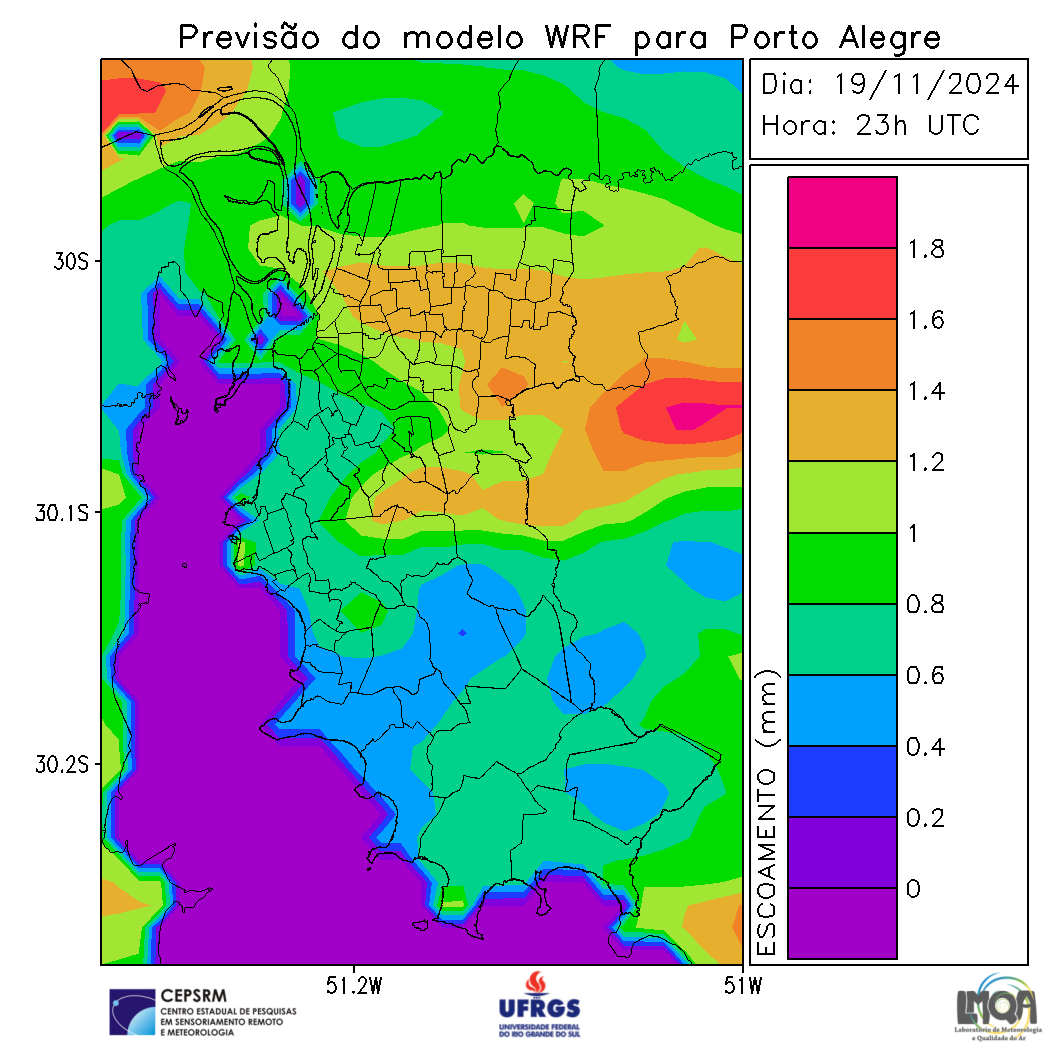 Previsão do modelo WRF para Porto Alegre
Dia: 19/11/2024
Hora: 23h UTC
30S
30.1S
30.2S
51.2W
51W
ESCOAMENTO (mm)
1.8
1.6
1.4
1.2
1
0.8
0.6
0.4
0.2
0
CEPSRM
CENTRO ESTADUAL DE PESQUISAS
EM SENSORIAMENTO REMOTO
E METEOROLOGIA
UFRGS
UNIVERSIDADE FEDERAL
DO RIO GRANDE DO SUL
LMQA
Laboratório de Meteorologia
e Qualidade do Ar